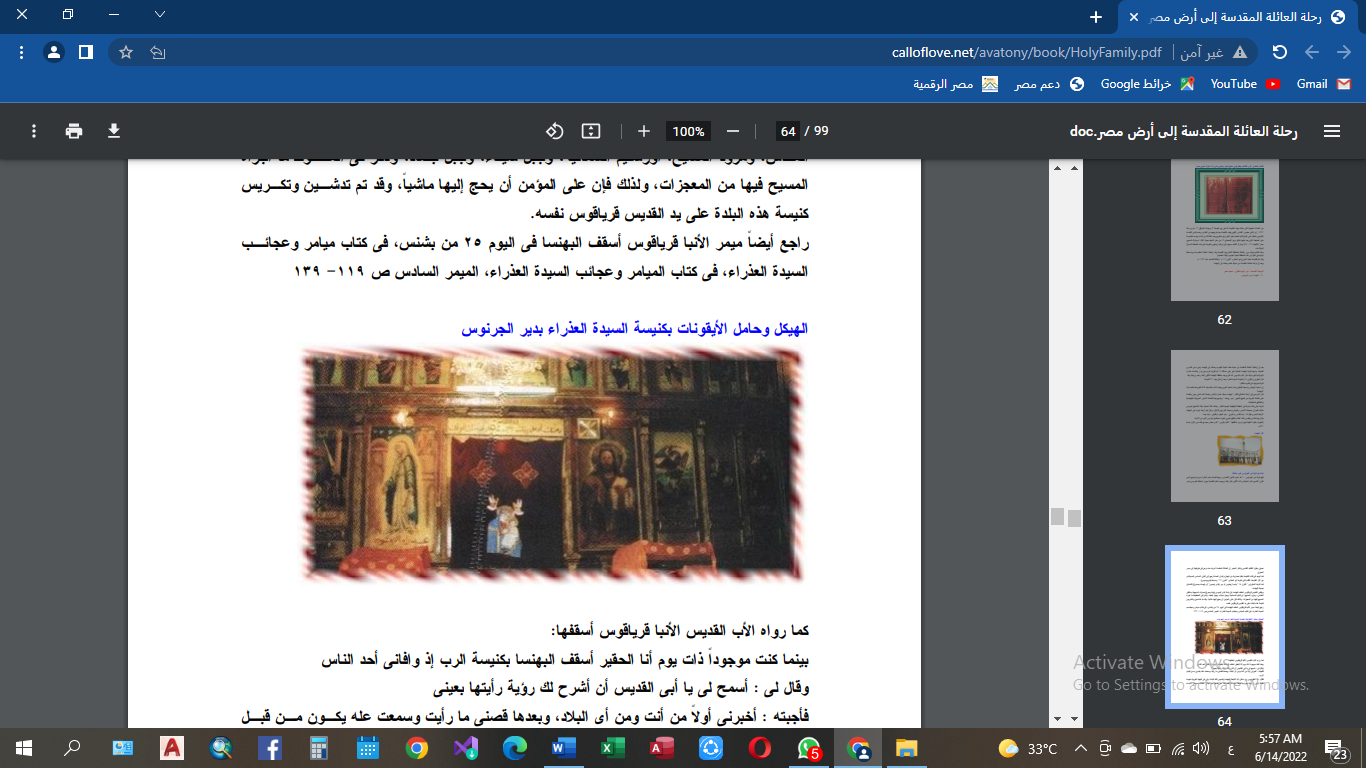 رحلة العائلة المقدسة إلى أرض مصر
غير آمن
calloflove.net/avatony/book/HolyFamily.pdf
Gmail
YouTube
خرائط Google
دعم مصر
مصر الرقمية
رحلة العائلة المقدسة إلى أرض مصر.doc
64 / 99
100%
المسيح فيها من المعجزات، ولذلك فإن على المؤمن أن يحج إليها ماشياً، وقد تم تدشـــين وتكـــريس
كنيسة هذه البلدة على يد القديس قرياقوس نفسه.
راجع أيضاً ميمر الأنبا قرياقوس أسقف البهنسا فى اليوم ٢٥ من بشنس، فى كتاب ميامر وعجائـــب
السيدة العذراء، فى كتاب الميامر وعجائب السيدة العذراء، الميمر السادس ص ١١٩- ١٣٩
الهيكل وحامل الأيقونات بكنيسة السيدة العذراء بدير الجرنوس
كما رواه الأب القديس الأنبا قرياقوس أسقفها:
بينما كنت موجوداً ذات يوم أنا الحقير أسقف البهنسا بكنيسة الرب إذ وافانى أحد الناس
وقال لى : أسمح لى يا أبى القديس أن أشرح لك رؤية رأيتها بعينى
فأجبته : أخبرنى أولاً من أنت ومن أى البلاد، وبعدها قصنى ما رأيت وسمعت عله يكـــون مـــن قبـــل
62
63
64
Activate Windows
Go to Settings to activate Windows.
5
33°C
ع
5:57 AM
6/14/2022
23